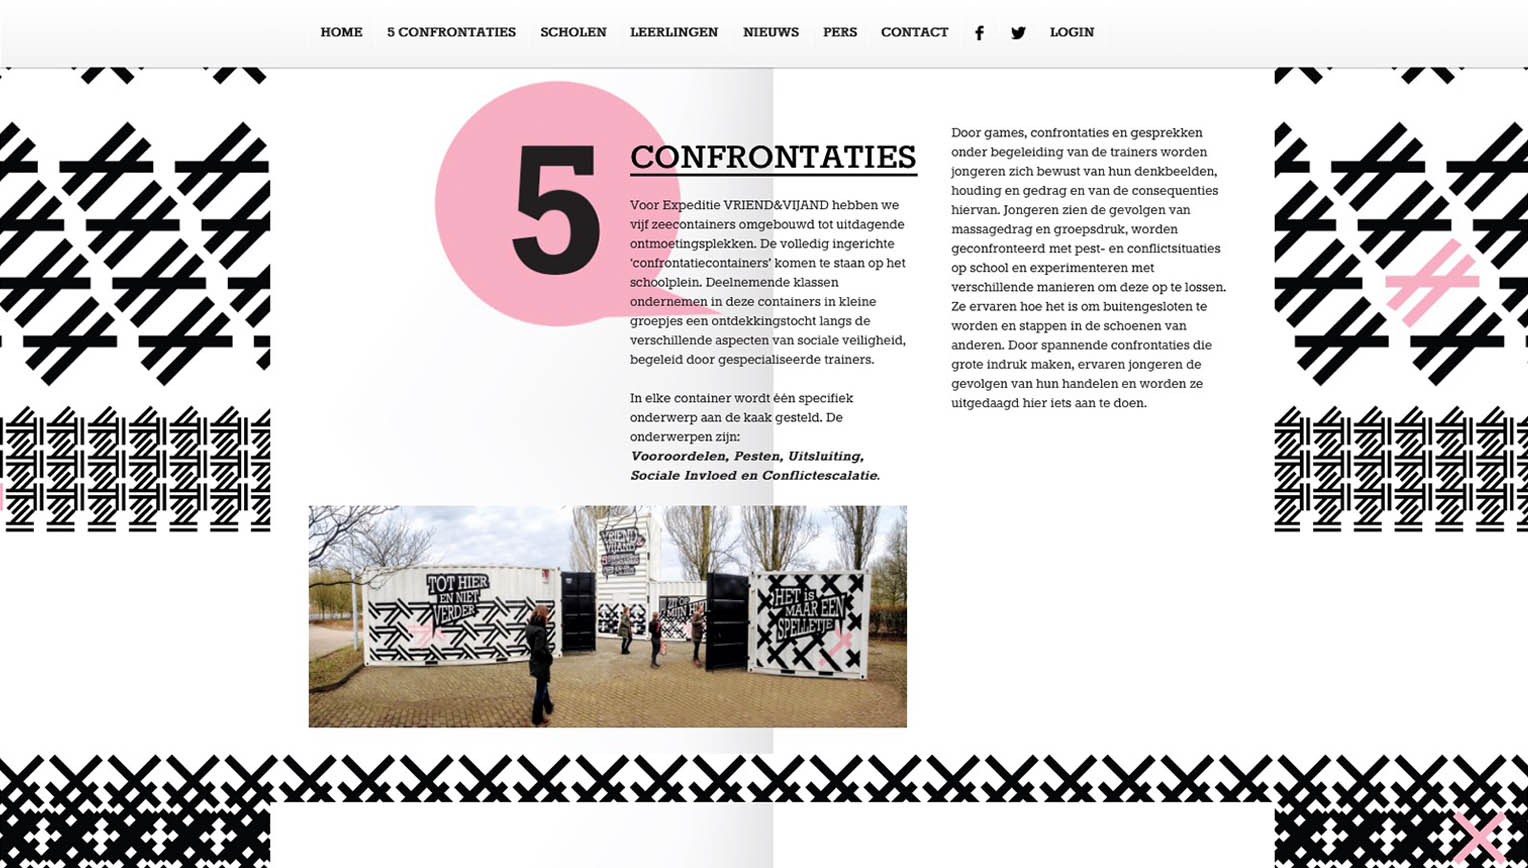 HOME 5 CONFRONTATIES SCHOLEN LEERLINGEN NIEUWS PERS CONTACT LOGIN
5
CONFRONTATIES
Voor Expeditie VRIEND&VIJAND hebben we
vijf zeecontainers omgebouwd tot uitdagende
ontmoetingsplekken. De volledig ingerichte
'confrontatiecontainers' komen te staan op het
schoolplein. Deelnemende klassen
ondernemen in deze containers in kleine
groepjes een ontdekkingstocht langs de
verschillende aspecten van sociale veiligheid,
begeleid door gespecialiseerde trainers.
In elke container wordt één specifiek
onderwerp aan de kaak gesteld. De
onderwerpen zijn:
Vooroordelen, Pesten, Uitsluiting,
Sociale Invloed en Conflictescalatie.
Door games, confrontaties en gesprekken
onder begeleiding van de trainers worden
jongeren zich bewust van hun denkbeelden,
houding en gedrag en van de consequenties
hiervan. Jongeren zien de gevolgen van
massagedrag en groepsdruk, worden
geconfronteerd met pest- en conflictsituaties
op school en experimenteren met
verschillende manieren om deze op te lossen.
Ze ervaren hoe het is om buitengesloten te
worden en stappen in de schoenen van
anderen. Door spannende confrontaties die
grote indruk maken, ervaren jongeren de
gevolgen van hun handelen en worden ze
uitgedaagd hier iets aan te doen.
TOT HIER
EN NIET
VERDER
VRIEND&
VIJAND
MIJN
HET is
MAAR EEN
SPELLETJE